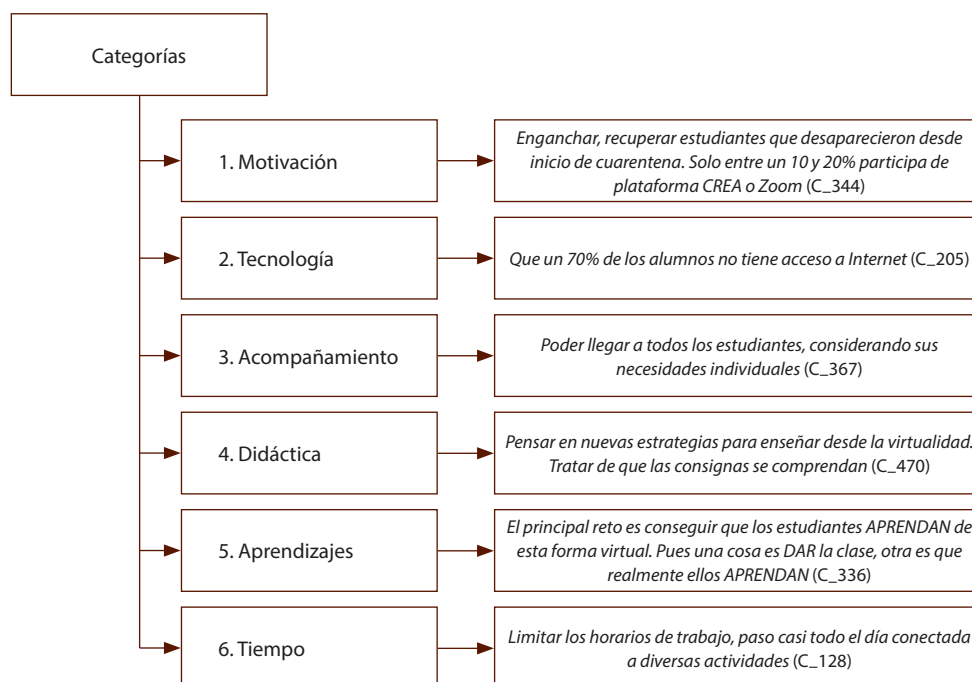 Categorías
1. Motivación
Enganchar, recuperar estudiantes que desaparecieron desde
inicio de cuarentena. Solo entre un 10 y 20% participa de
plataforma CREA o Zoom (C_344)
2. Tecnología
Que un 70% de los alumnos no tiene acceso a Internet (C_205)
3. Acompañamiento
Poder llegar a todos los estudiantes, considerando sus
necesidades individuales (C_367)
4. Didáctica
Pensar en nuevas estrategias para enseñar desde la virtualidad.
Tratar de que las consignas se comprendan (C_470)
5. Aprendizajes
El principal reto es conseguir que los estudiantes APRENDAN de
esta forma virtual. Pues una cosa es DAR la clase, otra es que
realmente ellos APRENDAN (C_336)
6. Tiempo
Limitar los horarios de trabajo, paso casi todo el día conectada
a diversas actividades (C_128)